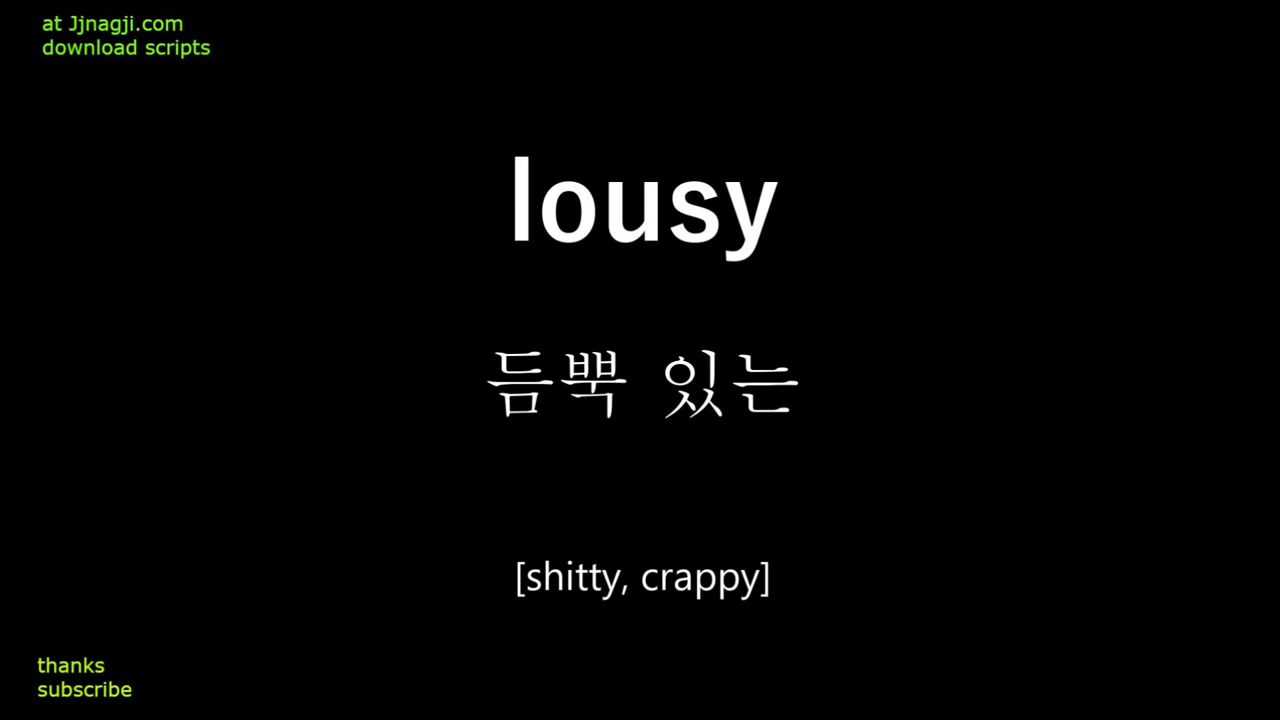 at Jjnagji.com
download scripts
lousy
듬뿍 있는
[shitty, crappy]
thanks
subscribe